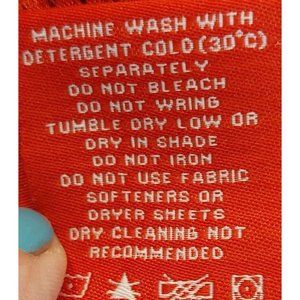 MACHINE WASH WITH
DETERGENT COLD (30°C)
SEPARATELY
DO NOT BLEACH
DO NOT WRING
TUMBLE DRY LOW OR
DRY IN SHADE
DO NOT IRON
DO NOT USE FABRIC
SOFTENERS OR
DRYER SHEETS
DRY CLEANING NOT
RECOMMENDED